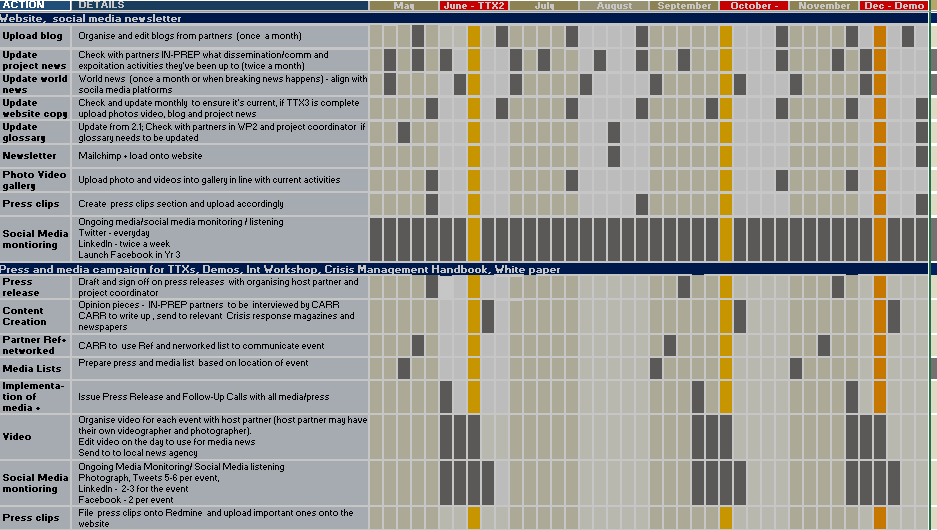 ACTION DETAILS May June - TTX2 July August September October - November Dec - Demo
Website, social media newsletter
Upload blog
Organise and edit blogs from partners (once a month)
Update
project news
Check with partners IN-PREP what dissemination/comm and
expoitation activities they've been up to (twice a month)
Update world
news
World news (once a month or when breaking news happens) - align with
socila media platforms
Update
website copy
Check and update monthly to ensure it's current, if TTX3 is complete
upload photos video, blog and project news
Update
glossary
Update from 2.1; Check with partners in WP2 and project coordinator if
glossary needs to be updated
Newsletter
Mailchimp + load onto website
Photo Video
gallery
Upload photo and videos into gallery in line with current activities
Press clips
Create press clips section and upload accordingly
Social Media
montioring
Ongoing media/social media monitoring / listening
Twitter - everyday
LinkedIn - twice a week
Launch Facebook in Yr 3
Press and media campaign for TTXs, Demos, Int Workshop, Crisis Management Handbook, White paper
Press
release
Draft and sign off on press releases with organising host partner and
project coordinator
Content
Creation
Opinion pieces - IN-PREP partners to be interviewed by CARR
CARR to write up , send to relevant Crisis response magazines and
newspapers
Partner Ref+
networked
CARR to use Ref and nerworked list to communicate event
Media Lists
Prepare press and media list based on location of event
Implementa-
tion of
media +
Issue Press Release and Follow-Up Calls with all media/press
Video
Organise video for each event with host partner (host partner may have
their own videographer and photographer).
Edit video on the day to use for media news
Send to to local news agency
Social Media
montioring
Ongoing Media Monitoring/ Social Media listening
Photograph, Tweets 5-6 per event,
LinkedIn - 2-3 for the event
Facebook - 2 per event
Press clips
File press clips onto Redmine and upload important ones onto the
website